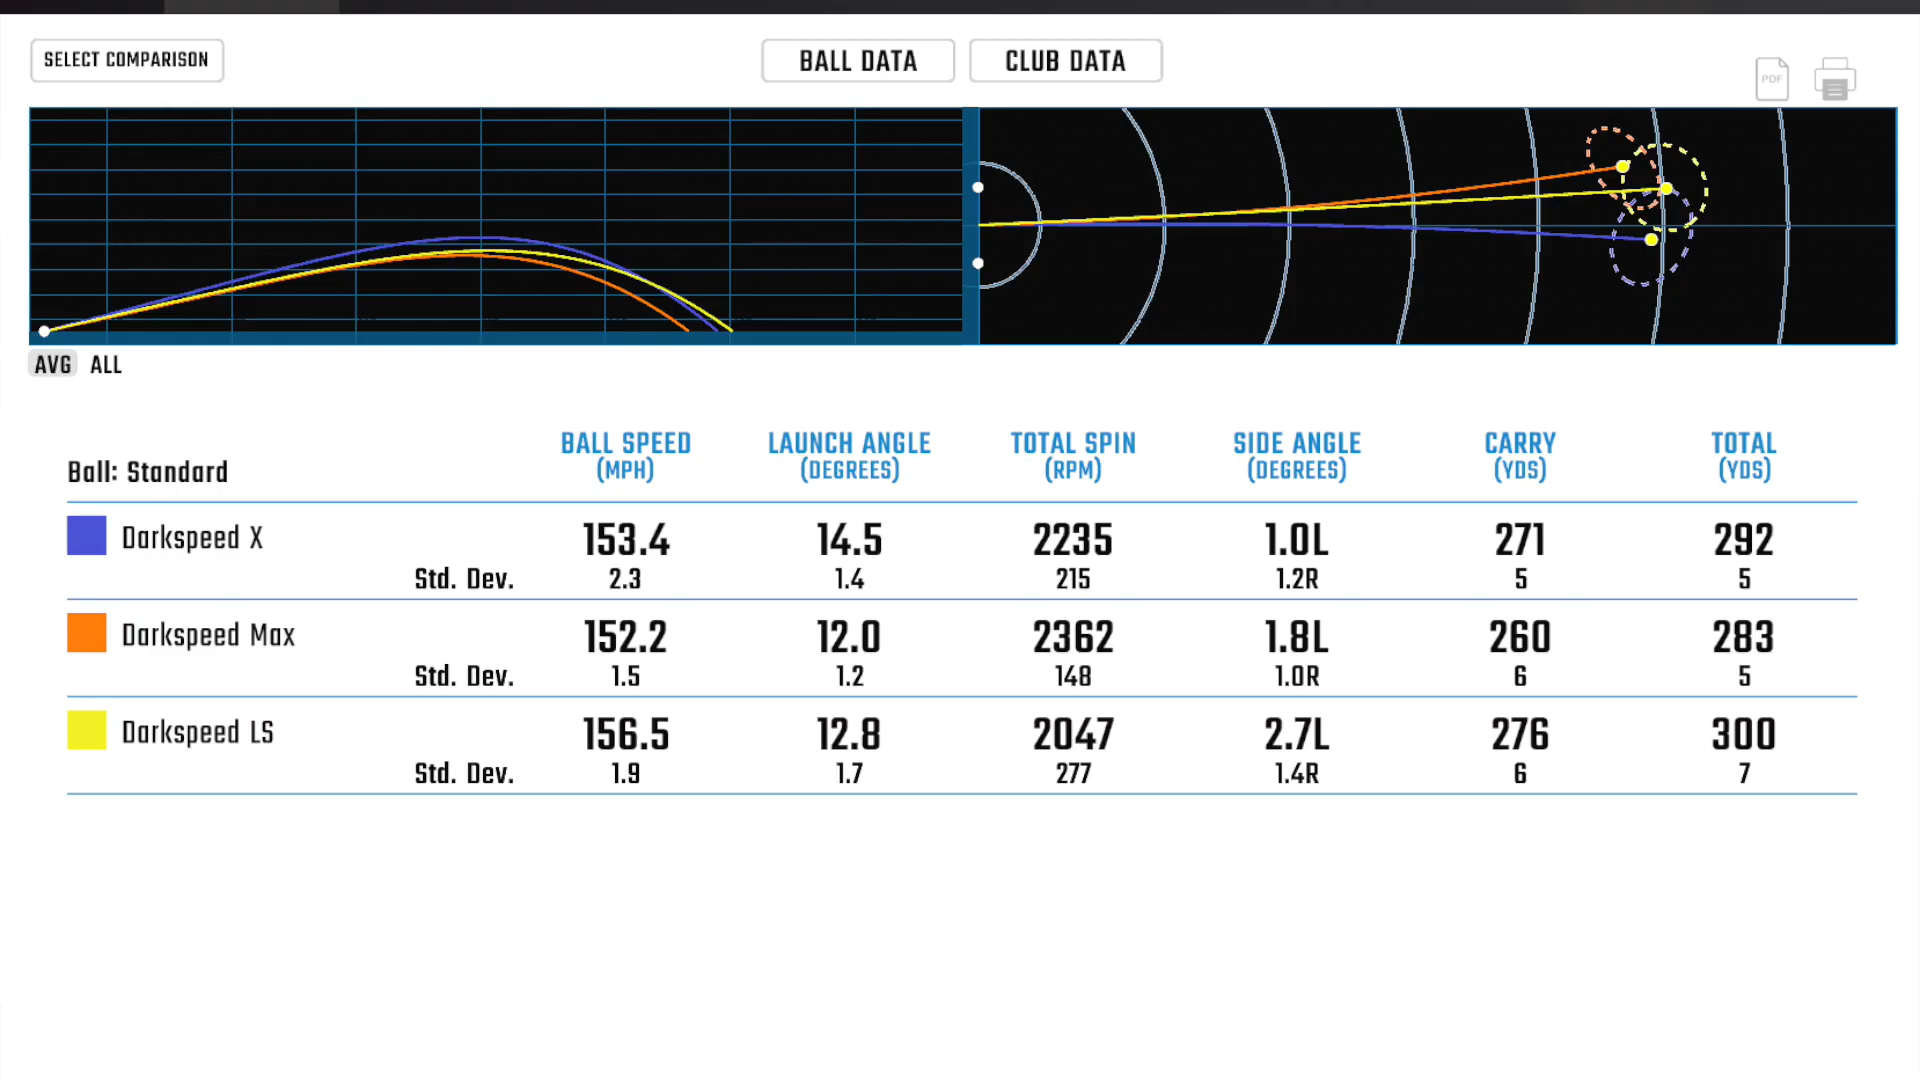 SELECT COMPARISON
BALL DATA
CLUB DATA
PDF
AVG ALL
Ball: Standard
BALL SPEED
(MPH)
LAUNCH ANGLE
(DEGREES)
TOTAL SPIN
(RPM)
SIDE ANGLE
(DEGREES)
CARRY
(YDS)
TOTAL
(YDS)
Darkspeed X 153.4 14.5 2235 1.0L 271 292
Std. Dev. 2.3 1.4 215 1.2R 5 5
Darkspeed Max 152.2 12.0 2362 1.8L 260 283
Std. Dev. 1.5 1.2 148 1.0R 6 5
Darkspeed LS 156.5 12.8 2047 2.7L 276 300
Std. Dev. 1.9 1.7 277 1.4R 6 7